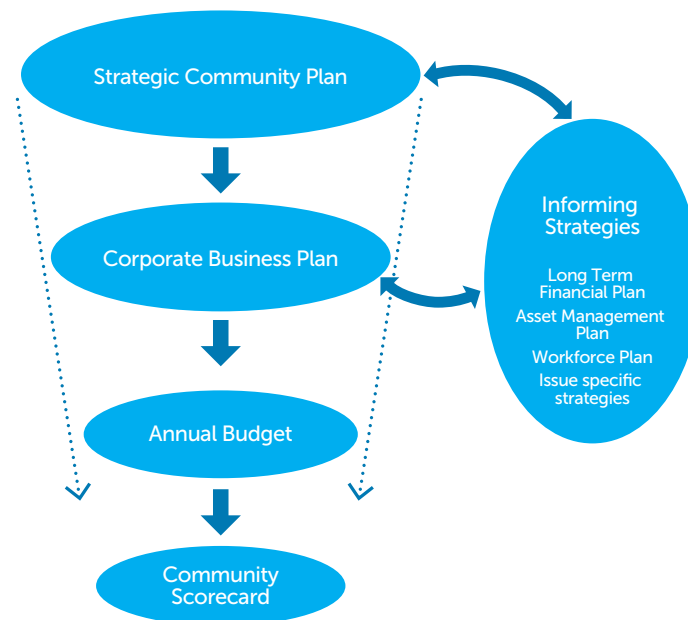 Strategic Community Plan
Corporate Business Plan
Annual Budget
Community
Scorecard
Informing
Strategies
Long Term
Financial Plan
Asset Management
Plan
Workforce Plan
Issue specific
strategies